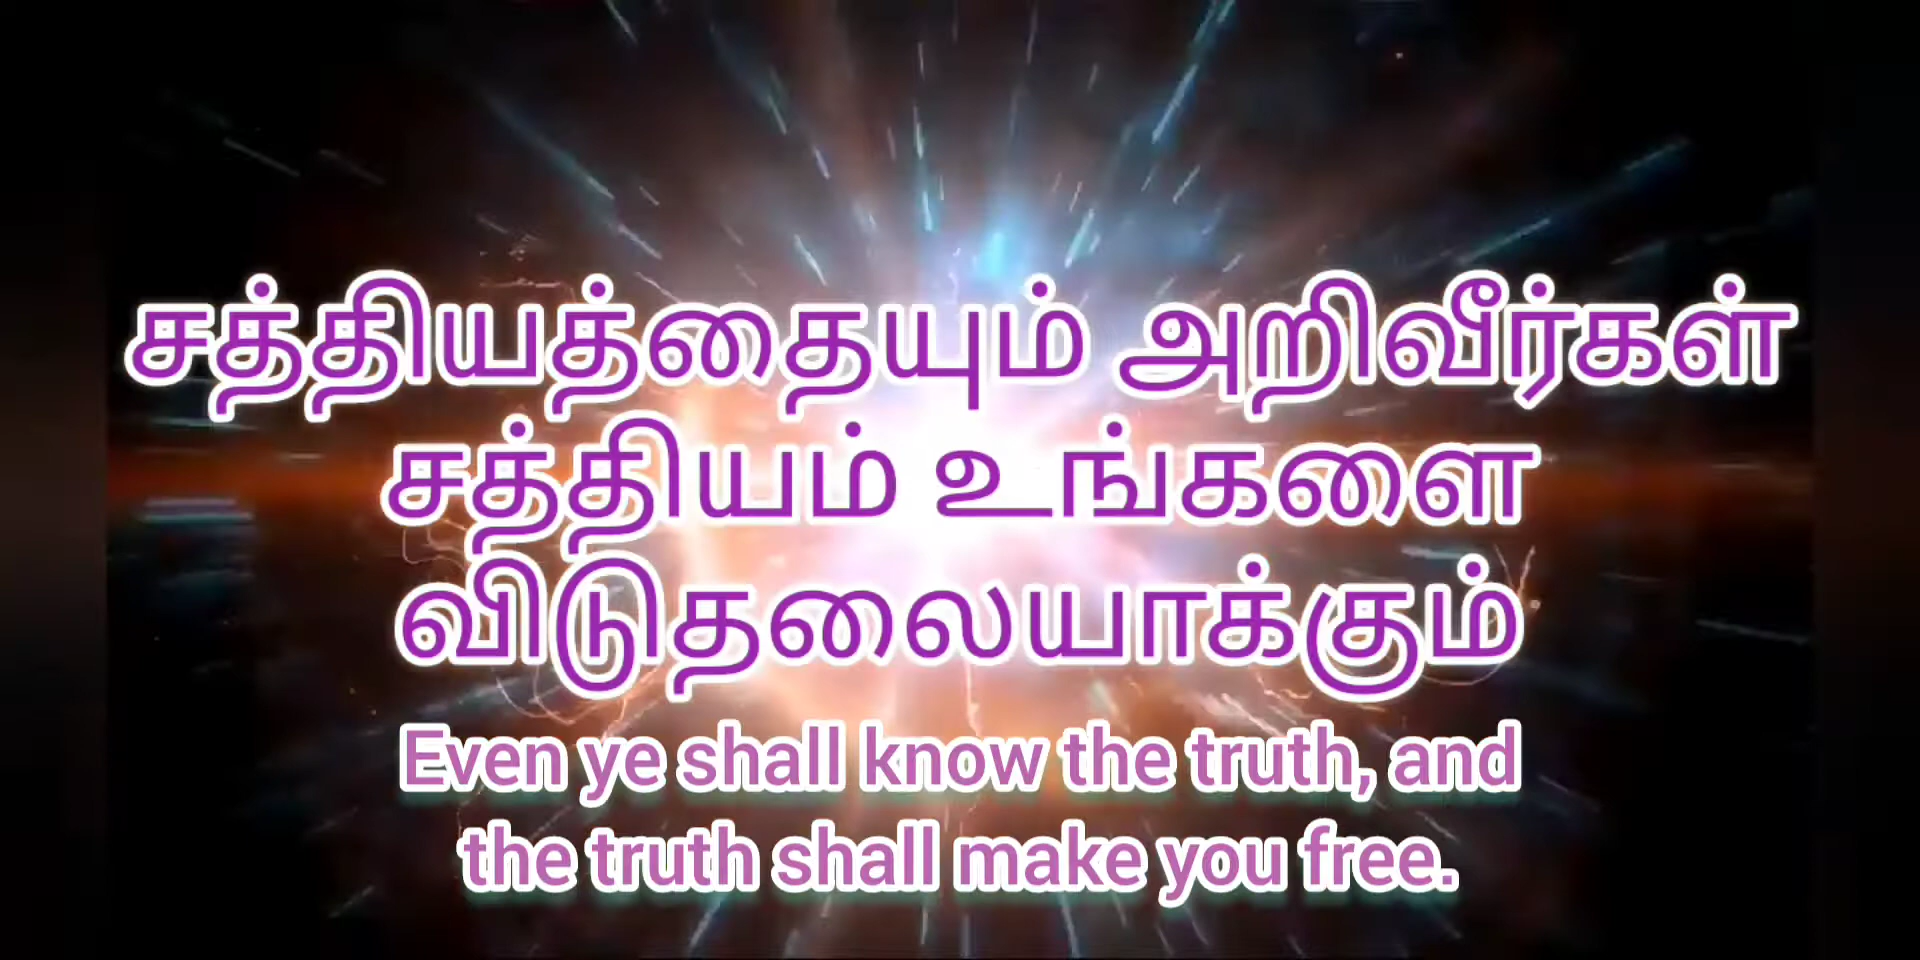 சத்தியத்தையும் அறிவீர்கள்
சத்தியம் உங்களை
விடுதலையாக்கும்
Even ye shall know the truth, and
the truth shall make you free.